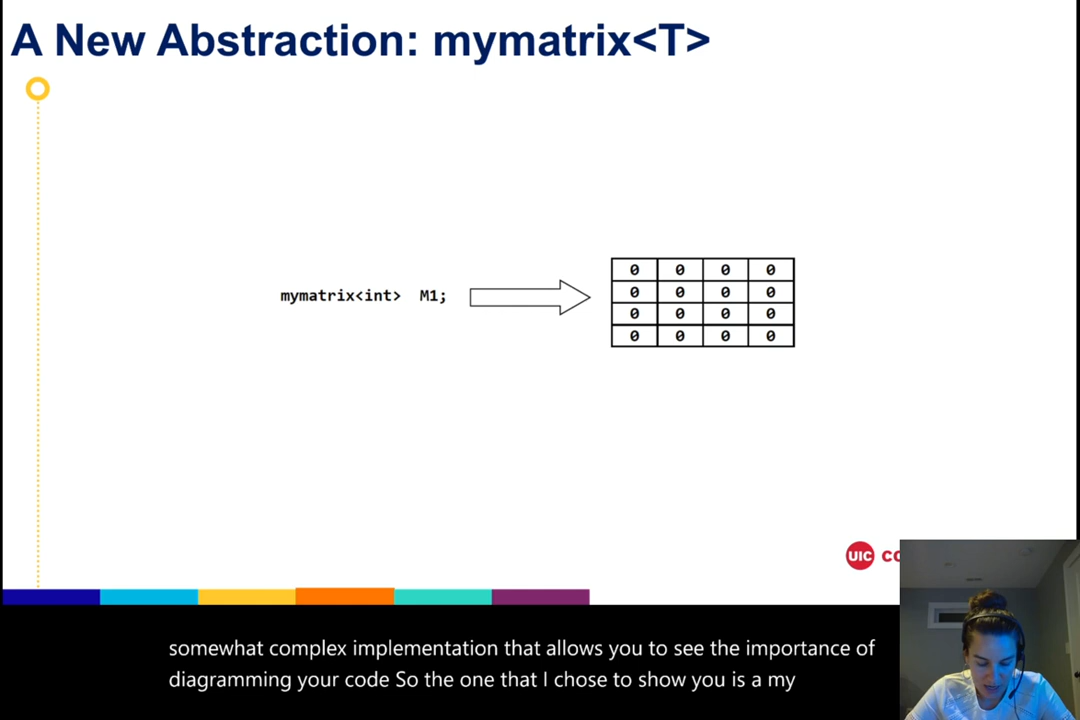 A New Abstraction: mymatrix<T>
mymatrix<int> M1;
0 0 0 0
0 0 0 0
0 0 0 0
0 0 0 0
UIC
somewhat complex implementation that allows you to see the importance of
diagramming your code So the one that I chose to show you is a my